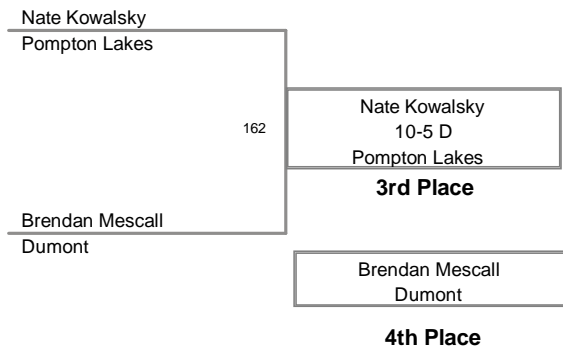 Nate Kowalsky
Pompton Lakes
162
Nate Kowalsky
10-5 D
Pompton Lakes
3rd Place
Brendan Mescall
Dumont
Brendan Mescall
Dumont
4th Place